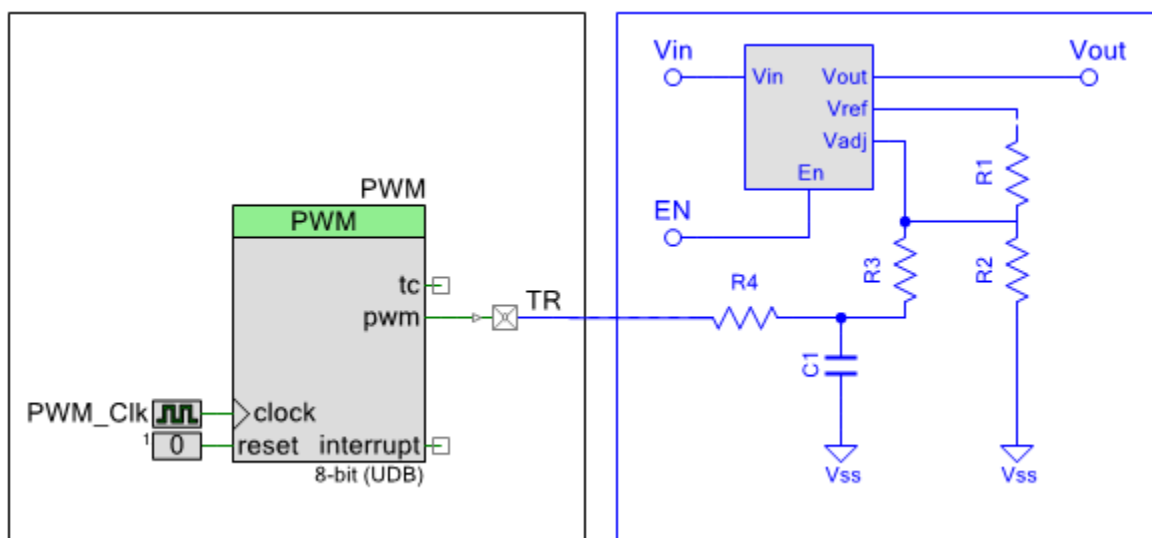 PWM
PWM
tc
pwm
TR
PWM_Clk
clock
1
0
reset
interrupt
8-bit (UDB)
Vin
Vout
Vin
Vout
Vref
Vadj
En
EN
R1
R2
R3
R4
C1
Vss
Vss